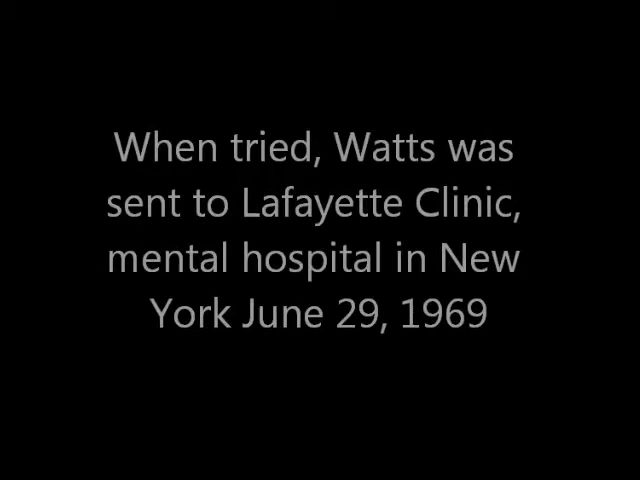 When tried, Watts was
sent to Lafayette Clinic,
mental hospital in New
York June 29, 1969